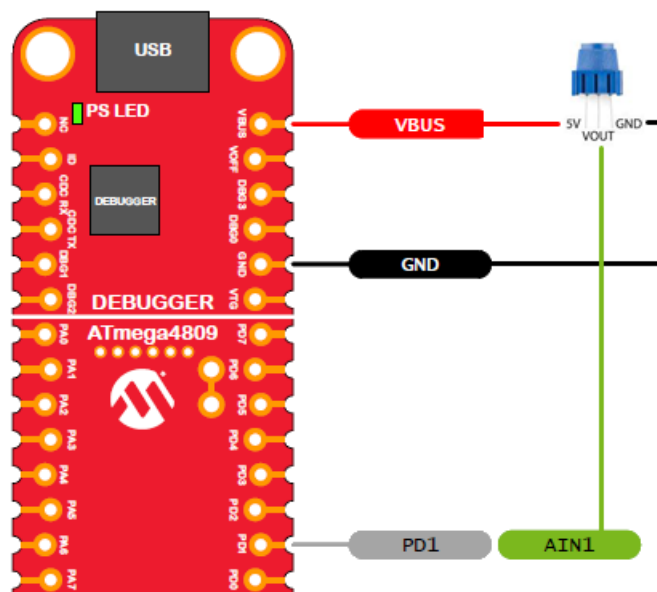 USB
PS LED
NC
ID
CDC RX
CDC TX
DBG1
DBG2
VBUS
VOFF
DBG3
DBG0
GND
VTG
DEBUGGER
DEBUGGER
ATmega4809
PA0
PA1
PA2
PA3
PA4
PA5
PA6
PA7
PD7
PD6
PD5
PD4
PD3
PD2
PD1
PD0
VBUS
5V
VOUT
GND
GND
PD1
AIN1